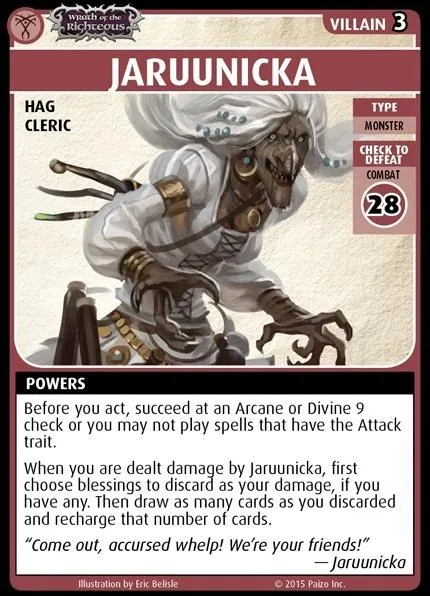 Wrath of the
Righteous
VILLAIN 3
JARUUNICKA
HAG
CLERIC
TYPE
MONSTER
CHECK TO
DEFEAT
COMBAT
28
POWERS
Before you act, succeed at an Arcane or Divine 9
check or you may not play spells that have the Attack
trait.
When you are dealt damage by Jaruunicka, first
choose blessings to discard as your damage, if you
have any. Then draw as many cards as you discarded
and recharge that number of cards.
“Come out, accursed whelp! We’re your friends!”
— Jaruunicka
Illustration by Eric Belisle
© 2015 Paizo Inc.